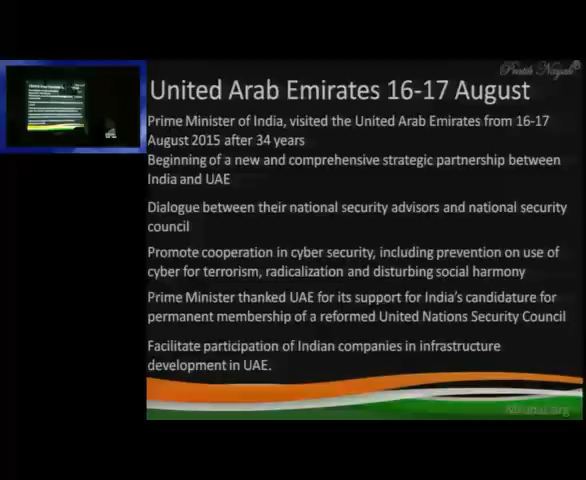 Pratik Nayak
United Arab Emirates 16-17 August
Prime Minister of India, visited the United Arab Emirates from 16-17
August 2015 after 34 years
Beginning of a new and comprehensive strategic partnership between
India and UAE
Dialogue between their national security advisors and national security
council
Promote cooperation in cyber security, including prevention on use of
cyber for terrorism, radicalization and disturbing social harmony
Prime Minister thanked UAE for its support for India's candidature for
permanent membership of a reformed United Nations Security Council
Facilitate participation of Indian companies in infrastructure
development in UAE.
Mrunal.org